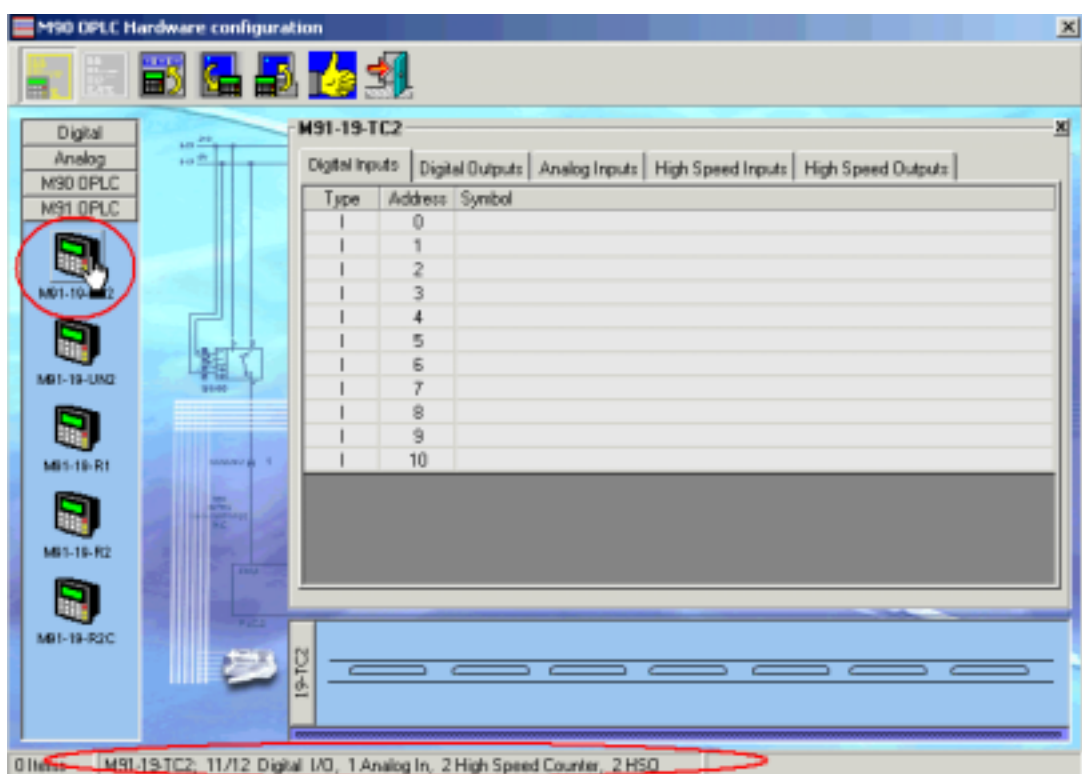 M90 OPLC Hardware configuration
Digital
Analog
M90 OPLC
M91 OPLC
M91-19-UN2
M91-19-R1
M91-19-R2
M91-19-R2C
M91-19-TC2
Digital Inputs Digital Outputs Analog Inputs High Speed Inputs High Speed Outputs
Type Address Symbol
I 0
I 1
I 2
I 3
I 4
I 5
I 6
I 7
I 8
I 9
I 10
19-TC2
M91-19-TC2; 11/12 Digital I/O, 1 Analog In, 2 High Speed Counter, 2 HSO